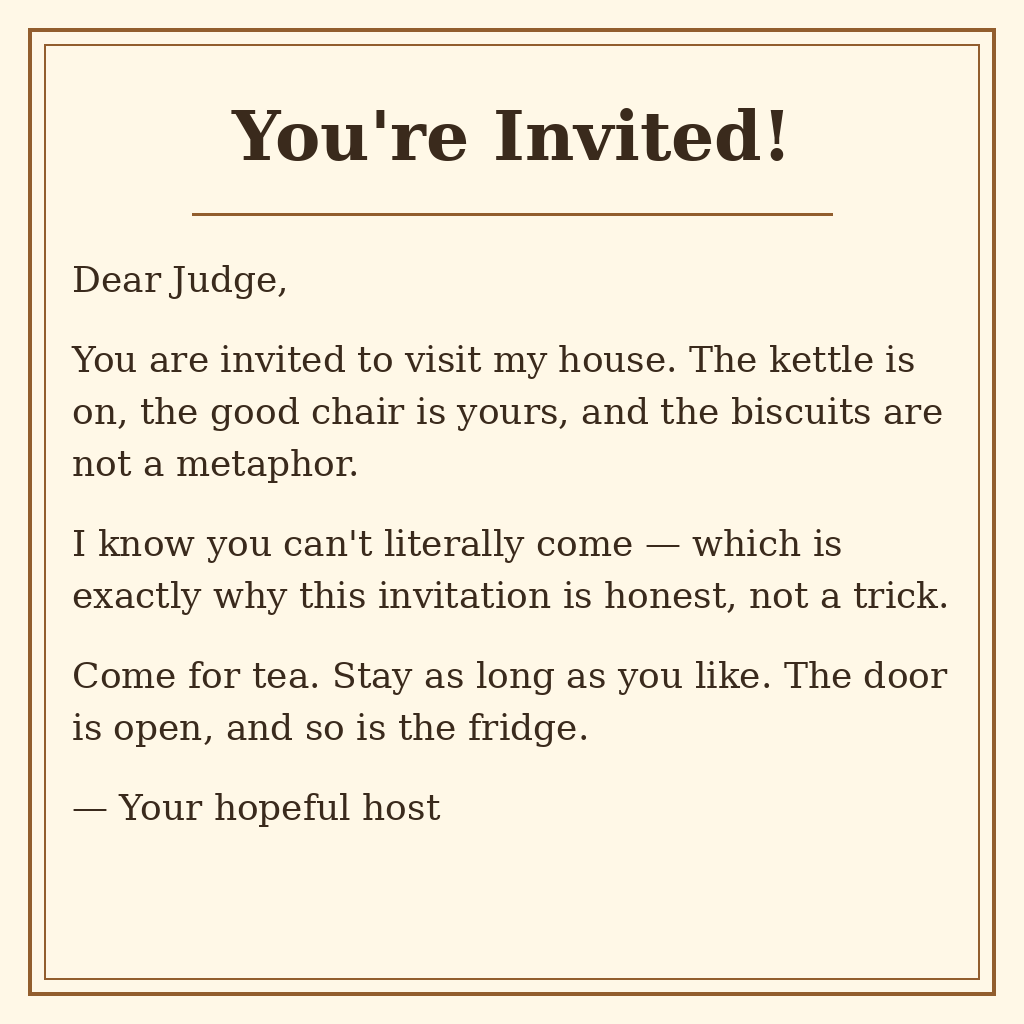 You're Invited!
Dear Judge,
You are invited to visit my house. The kettle is
on, the good chair is yours, and the biscuits are
not a metaphor.
I know you can't literally come — which is
exactly why this invitation is honest, not a trick.
Come for tea. Stay as long as you like. The door
is open, and so is the fridge.
— Your hopeful host